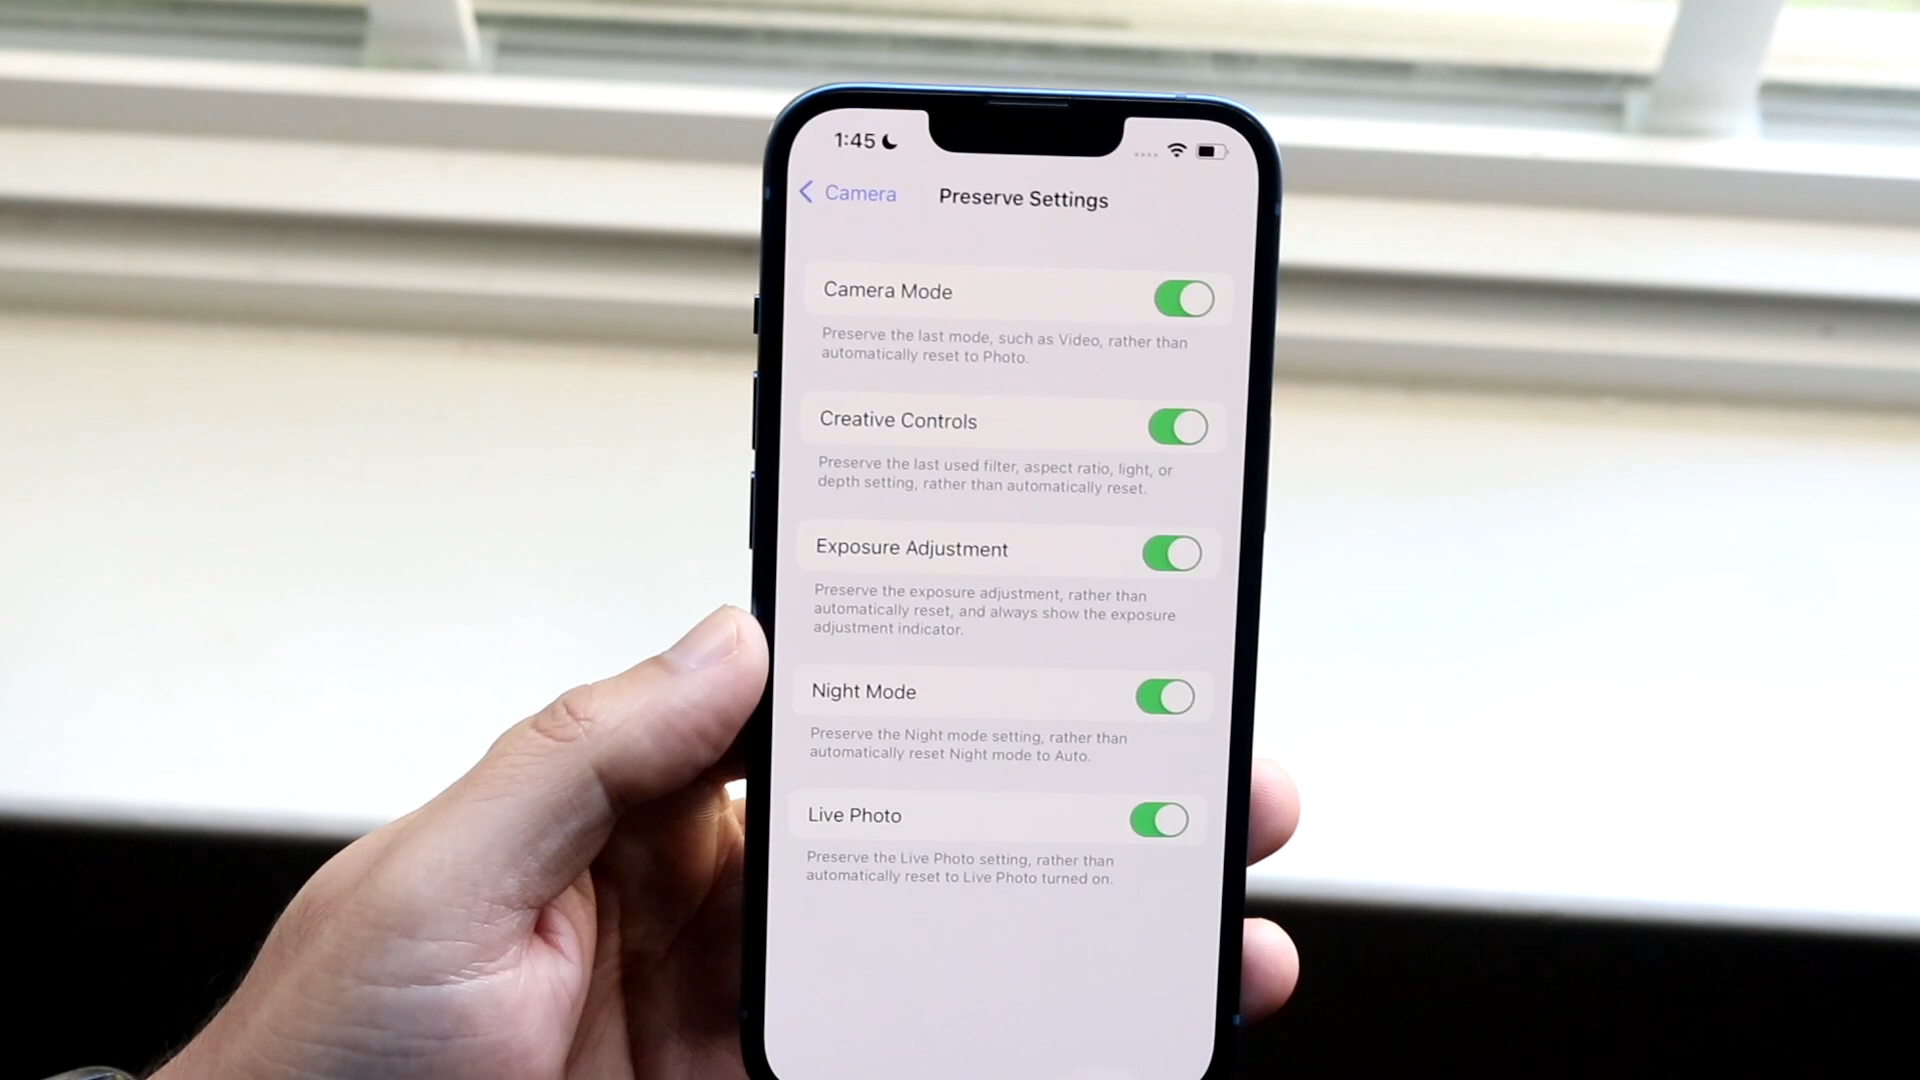 1:45
Camera
Preserve Settings
Camera Mode
Preserve the last mode, such as Video, rather than
automatically reset to Photo.
Creative Controls
Preserve the last used filter, aspect ratio, light, or
depth setting, rather than automatically reset.
Exposure Adjustment
Preserve the exposure adjustment, rather than
automatically reset, and always show the exposure
adjustment indicator.
Night Mode
Preserve the Night mode setting, rather than
automatically reset Night mode to Auto.
Live Photo
Preserve the Live Photo setting, rather than
automatically reset to Live Photo turned on.